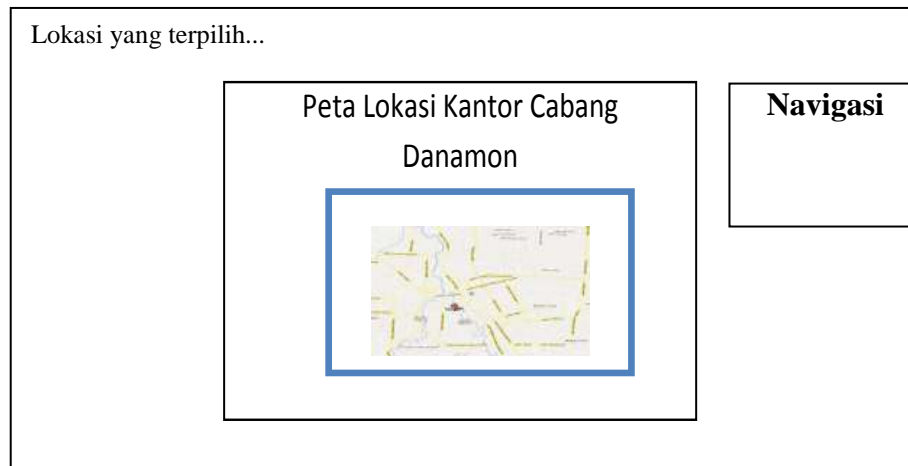 Lokasi yang terpilih...
Peta Lokasi Kantor Cabang
Danamon
Navigasi